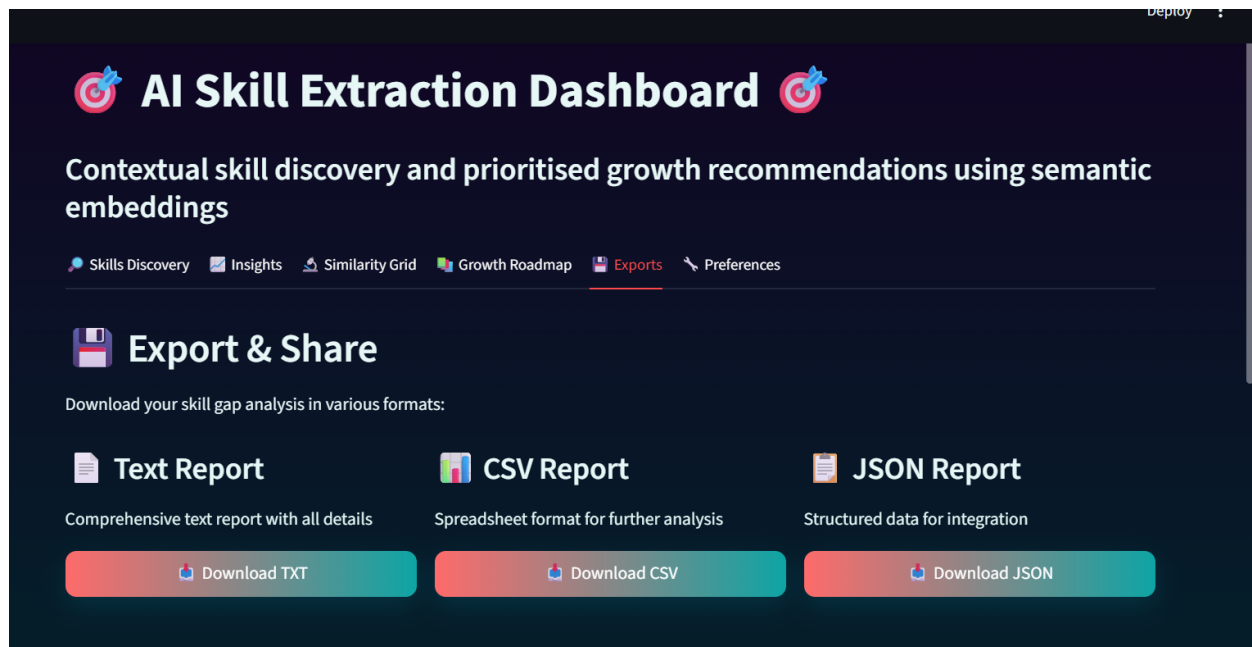 Deploy
AI Skill Extraction Dashboard
Contextual skill discovery and prioritised growth recommendations using semantic
embeddings
Skills Discovery Insights Similarity Grid Growth Roadmap Exports Preferences
Export & Share
Download your skill gap analysis in various formats:
Text Report CSV Report JSON Report
Comprehensive text report with all details Spreadsheet format for further analysis Structured data for integration
Download TXT Download CSV Download JSON